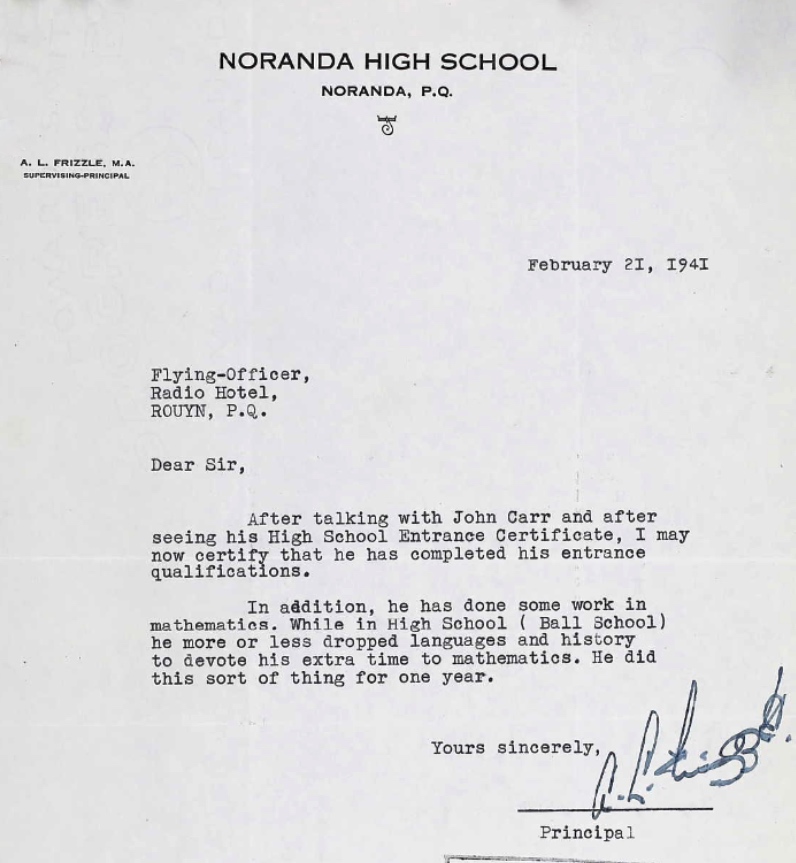 NORANDA HIGH SCHOOL
NORANDA, P.Q.
A. L. FRIZZLE, M.A.
SUPERVISING-PRINCIPAL
February 2I, I94I
Flying-Officer,
Radio Hotel,
ROUYN, P.Q.
Dear Sir,
After talking with John Carr and after
seeing his High School Entrance Certificate, I may
now certify that he has completed his entrance
qualifications.
In addition, he has done some work in
mathematics. While in High School ( Ball School)
he more or less dropped languages and history
to devote his extra time to mathematics. He did
this sort of thing for one year.
Yours sincerely,
A. L. Frizzle
Principal